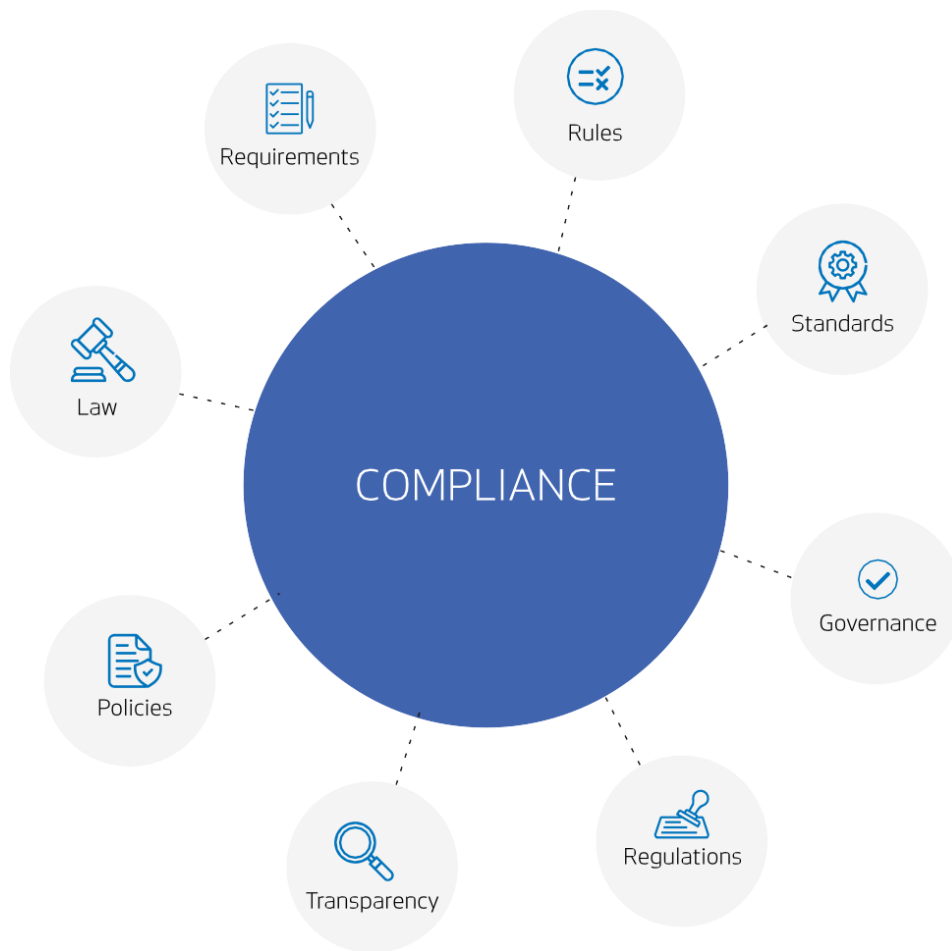 Rules
Requirements
Standards
Law
COMPLIANCE
Governance
Policies
Regulations
Transparency